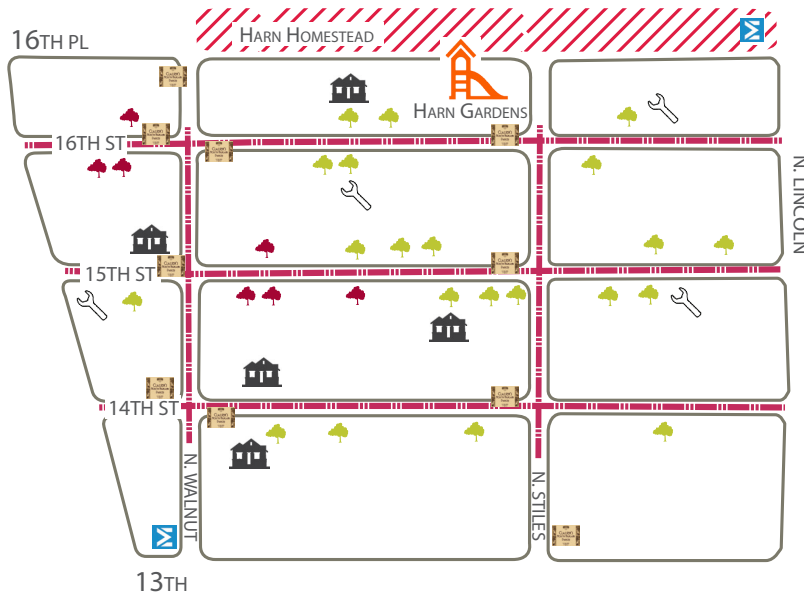 16TH PL
HARN HOMESTEAD
HARN GARDENS
16TH ST
N. LINCOLN
15TH ST
14TH ST
N. WALNUT
N. STILES
13TH